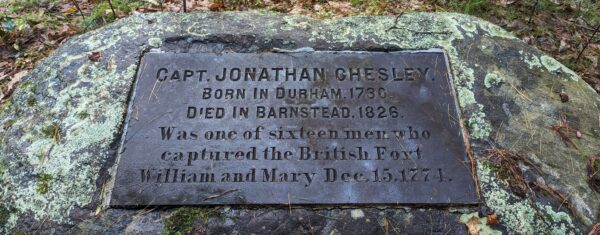 CAPT. JONATHAN CHESLEY.
BORN IN DURHAM. 1730.
DIED IN BARNSTEAD. 1826.
Was one of sixteen men who
captured the British Fort
William and Mary Dec. 15, 1774.